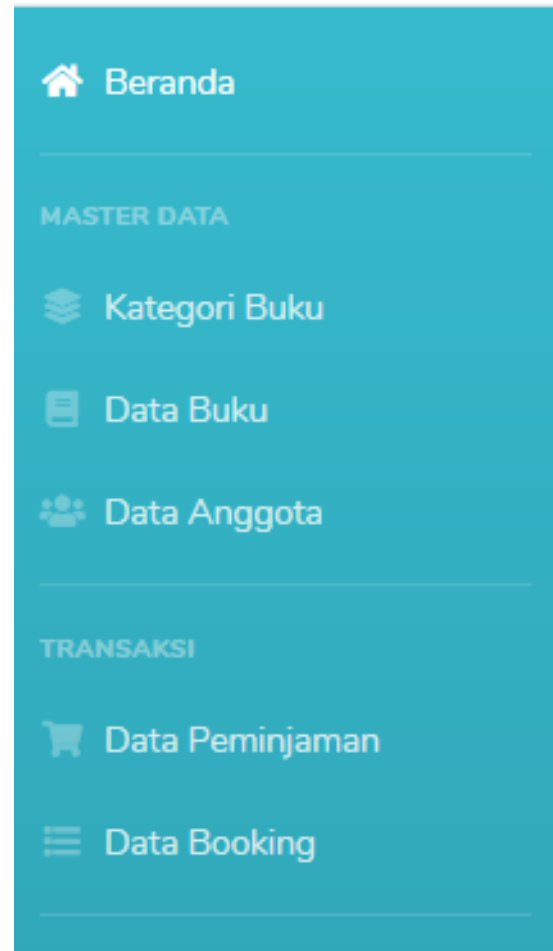 Beranda
MASTER DATA
Kategori Buku
Data Buku
Data Anggota
TRANSAKSI
Data Peminjaman
Data Booking